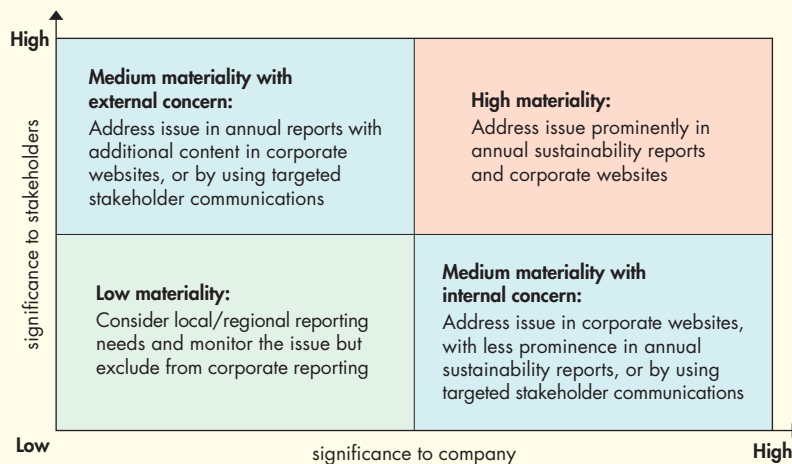 High
significance to stakeholders
Medium materiality with
external concern:
Address issue in annual reports with
additional content in corporate
websites, or by using targeted
stakeholder communications
High materiality:
Address issue prominently in
annual sustainability reports
and corporate websites
Low materiality:
Consider local/regional reporting
needs and monitor the issue but
exclude from corporate reporting
Medium materiality with
internal concern:
Address issue in corporate websites,
with less prominence in annual
sustainability reports, or by using
targeted stakeholder communications
Low
significance to company
High